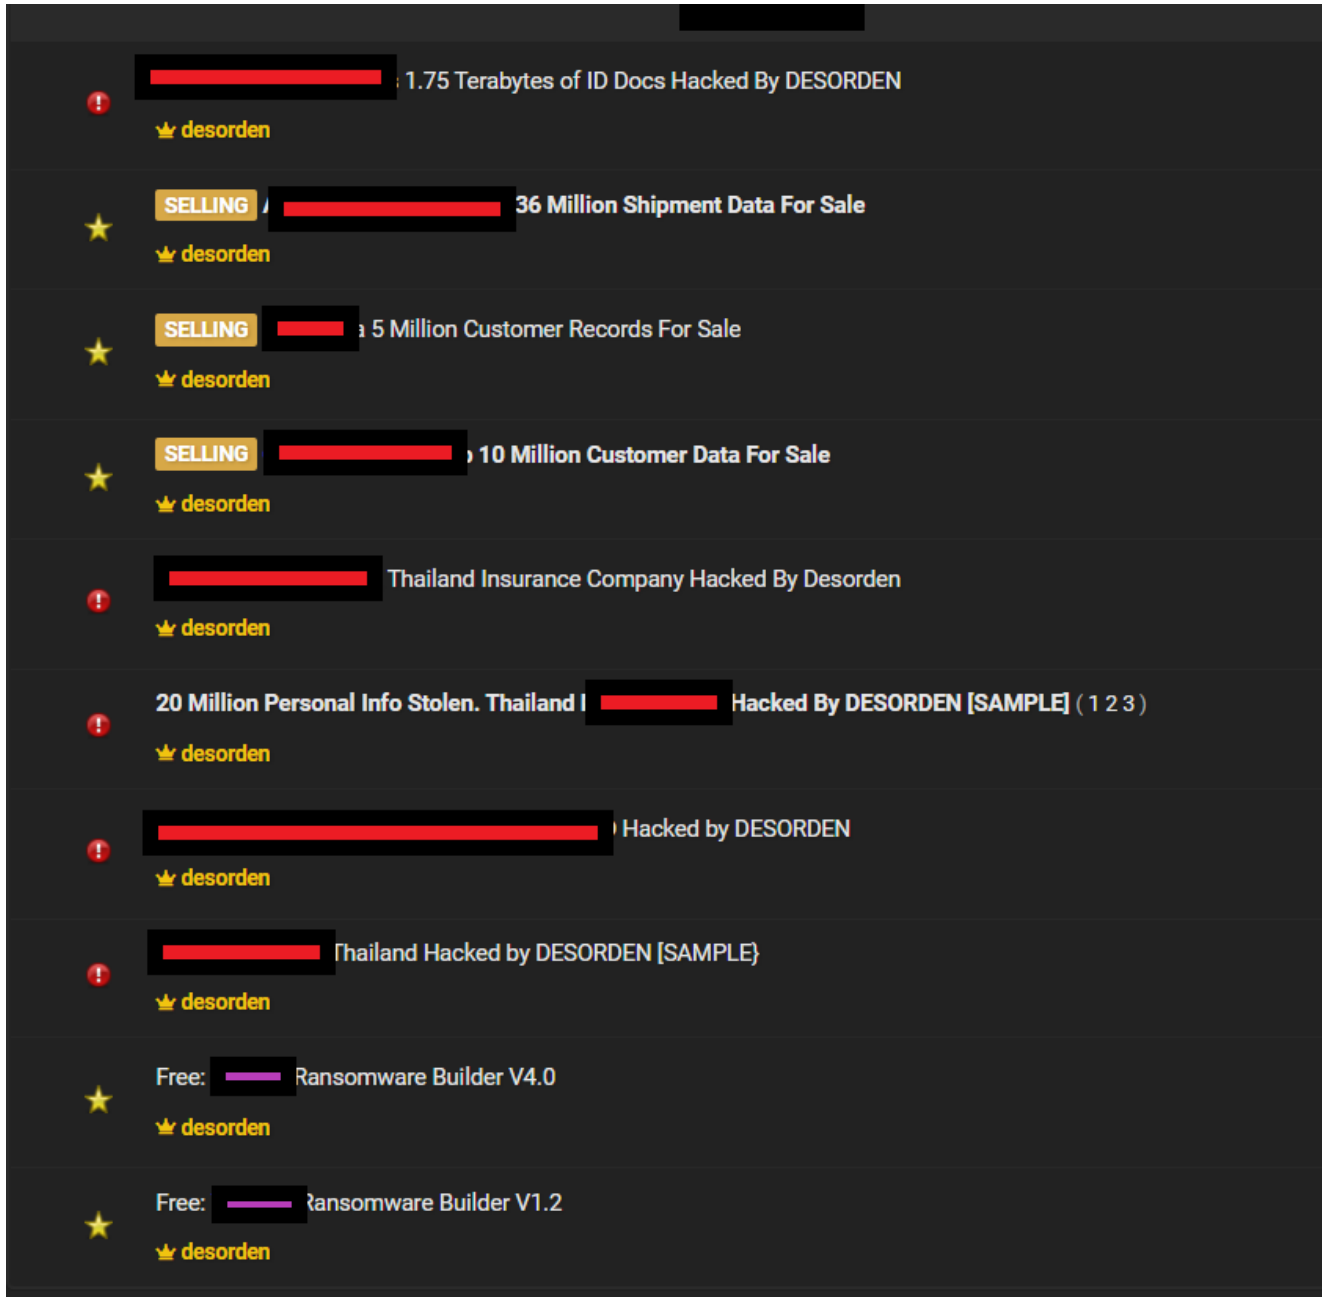 1.75 Terabytes of ID Docs Hacked By DESORDEN
desorden
SELLING 36 Million Shipment Data For Sale
desorden
SELLING a 5 Million Customer Records For Sale
desorden
SELLING 10 Million Customer Data For Sale
desorden
Thailand Insurance Company Hacked By Desorden
desorden
20 Million Personal Info Stolen. Thailand Hacked By DESORDEN [SAMPLE] ( 1 2 3 )
desorden
Hacked by DESORDEN
desorden
Thailand Hacked by DESORDEN [SAMPLE}
desorden
Free: Ransomware Builder V4.0
desorden
Free: Ransomware Builder V1.2
desorden